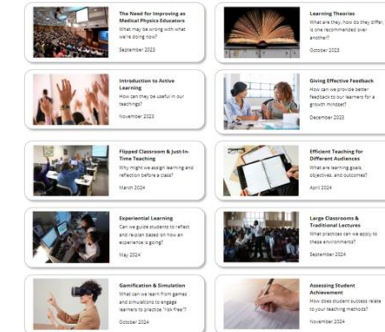 The Need for Improving as
Medical Physics Educators
What may be wrong with what
we're doing now?
September 2023
Learning Theories
What are they, how do they differ,
is one recommended over
another?
October 2023
Introduction to Active
Learning
How can they be useful in our
teachings?
November 2023
Giving Effective Feedback
How can we provide better
feedback to our learners for a
growth mindset?
December 2023
Flipped Classroom & Just-In-
Time Teaching
Why might we assign learning and
reflection before a class?
March 2024
Efficient Teaching for
Different Audiences
What are learning goals,
objectives, and outcomes?
April 2024
Experiential Learning
Can we guide students to reflect
and re-plan based on how an
experience is going?
May 2024
Large Classrooms &
Traditional Lectures
What practices can we apply to
these environments?
September 2024
Gamification & Simulation
What can we learn from games
and simulations to engage
learners to practice "risk free"?
October 2024
Assessing Student
Achievement
How does student success relate
to your teaching methods?
November 2024